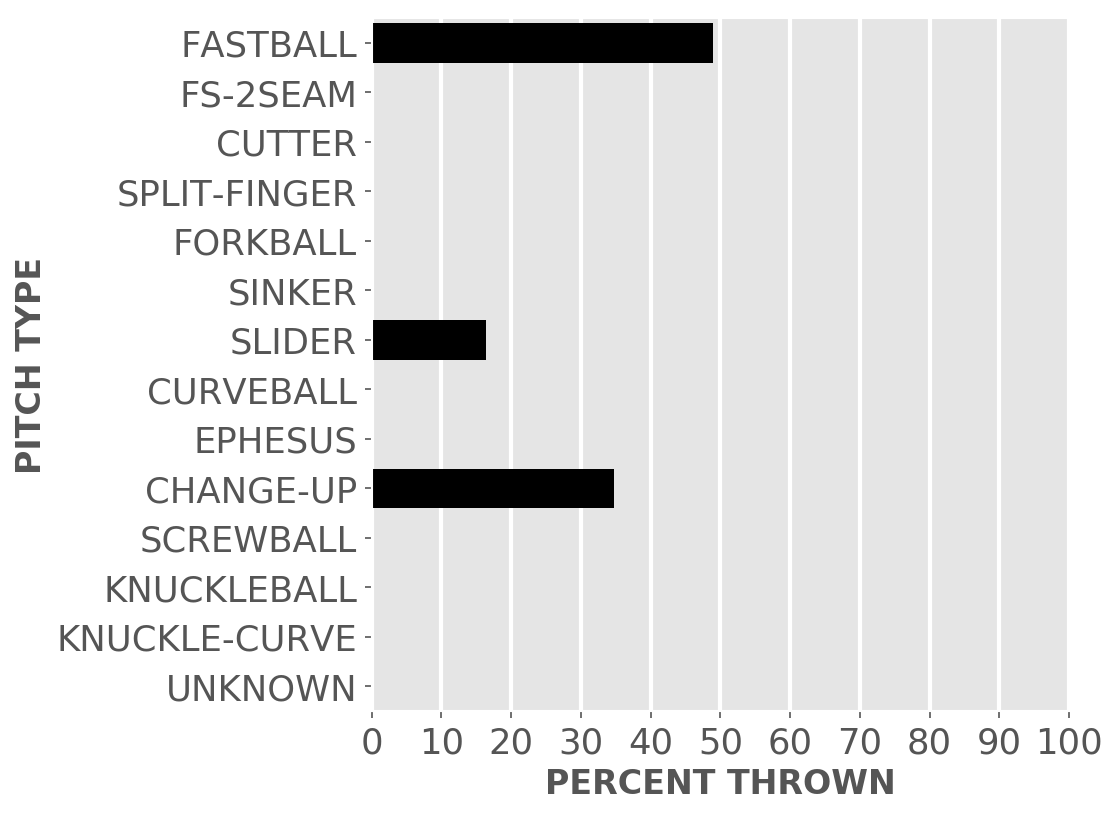 FASTBALL
FS-2SEAM
CUTTER
SPLIT-FINGER
FORKBALL
SINKER
SLIDER
CURVEBALL
EPHESUS
CHANGE-UP
SCREWBALL
KNUCKLEBALL
KNUCKLE-CURVE
UNKNOWN
PITCH TYPE
0 10 20 30 40 50 60 70 80 90 100
PERCENT THROWN